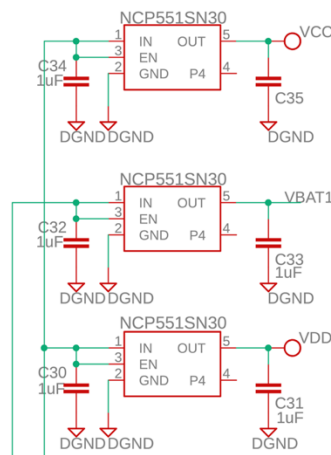 NCP551SN30
1 IN OUT 5 VCC
3 EN
2 GND P4 4
C34
1uF
C35
DGND DGND DGND
NCP551SN30
1 IN OUT 5 VBAT1
3 EN
2 GND P4 4
C32
1uF
C33
1uF
DGND DGND DGND
NCP551SN30
1 IN OUT 5 VDD
3 EN
2 GND P4 4
C30
1uF
C31
1uF
DGND DGND DGND